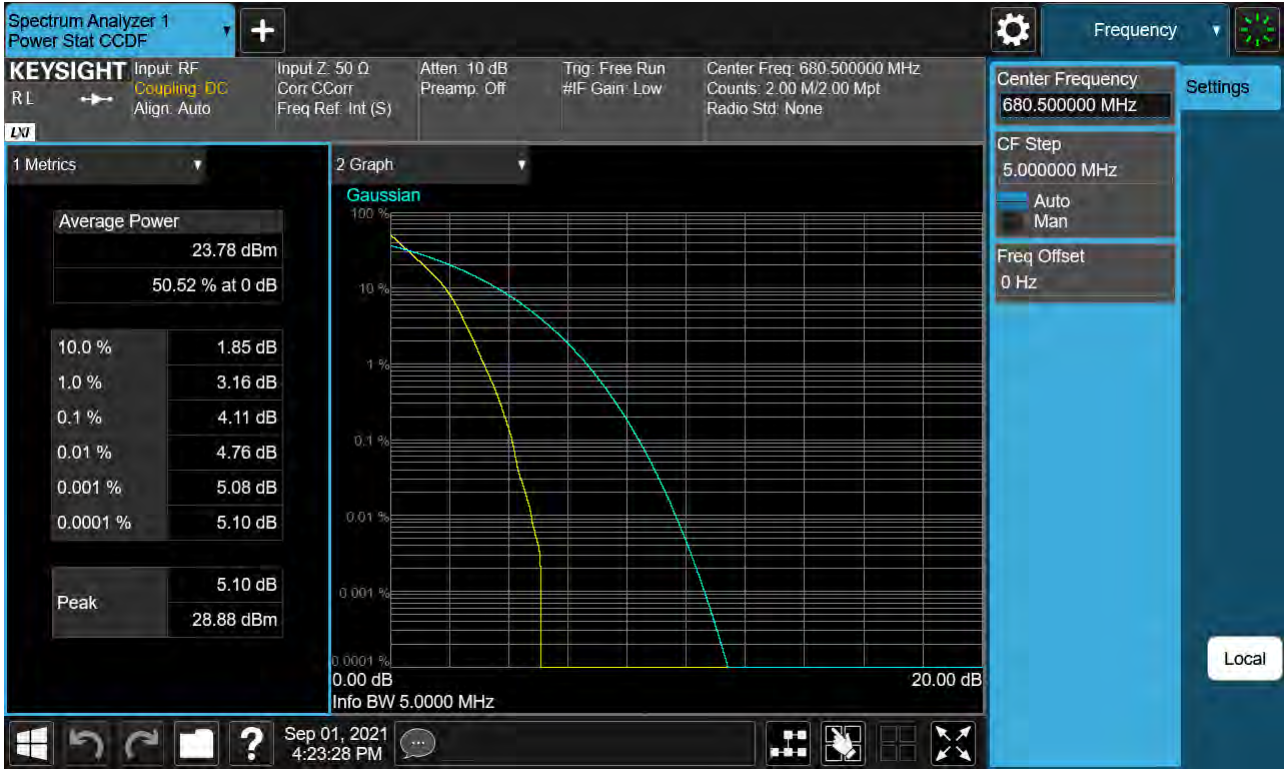 Spectrum Analyzer 1
Power Stat CCDF
Frequency
KEYSIGHT
R L
LXI
Input: RF
Coupling: DC
Align: Auto
Input Z: 50 Ω
Corr CCorr
Freq Ref: Int (S)
Atten: 10 dB
Preamp: Off
Trig: Free Run
#IF Gain: Low
Center Freq: 680.500000 MHz
Counts: 2.00 M/2.00 Mpt
Radio Std: None
Center Frequency
680.500000 MHz
Settings
CF Step
5.000000 MHz
Auto
Man
Freq Offset
0 Hz
Local
1 Metrics
Average Power
23.78 dBm
50.52 % at 0 dB
10.0 % 1.85 dB
1.0 % 3.16 dB
0.1 % 4.11 dB
0.01 % 4.76 dB
0.001 % 5.08 dB
0.0001 % 5.10 dB
Peak
5.10 dB
28.88 dBm
2 Graph
Gaussian
100 %
10 %
1 %
0.1 %
0.01 %
0.001 %
0.0001 %
0.00 dB 20.00 dB
Info BW 5.0000 MHz
?
Sep 01, 2021
4:23:28 PM